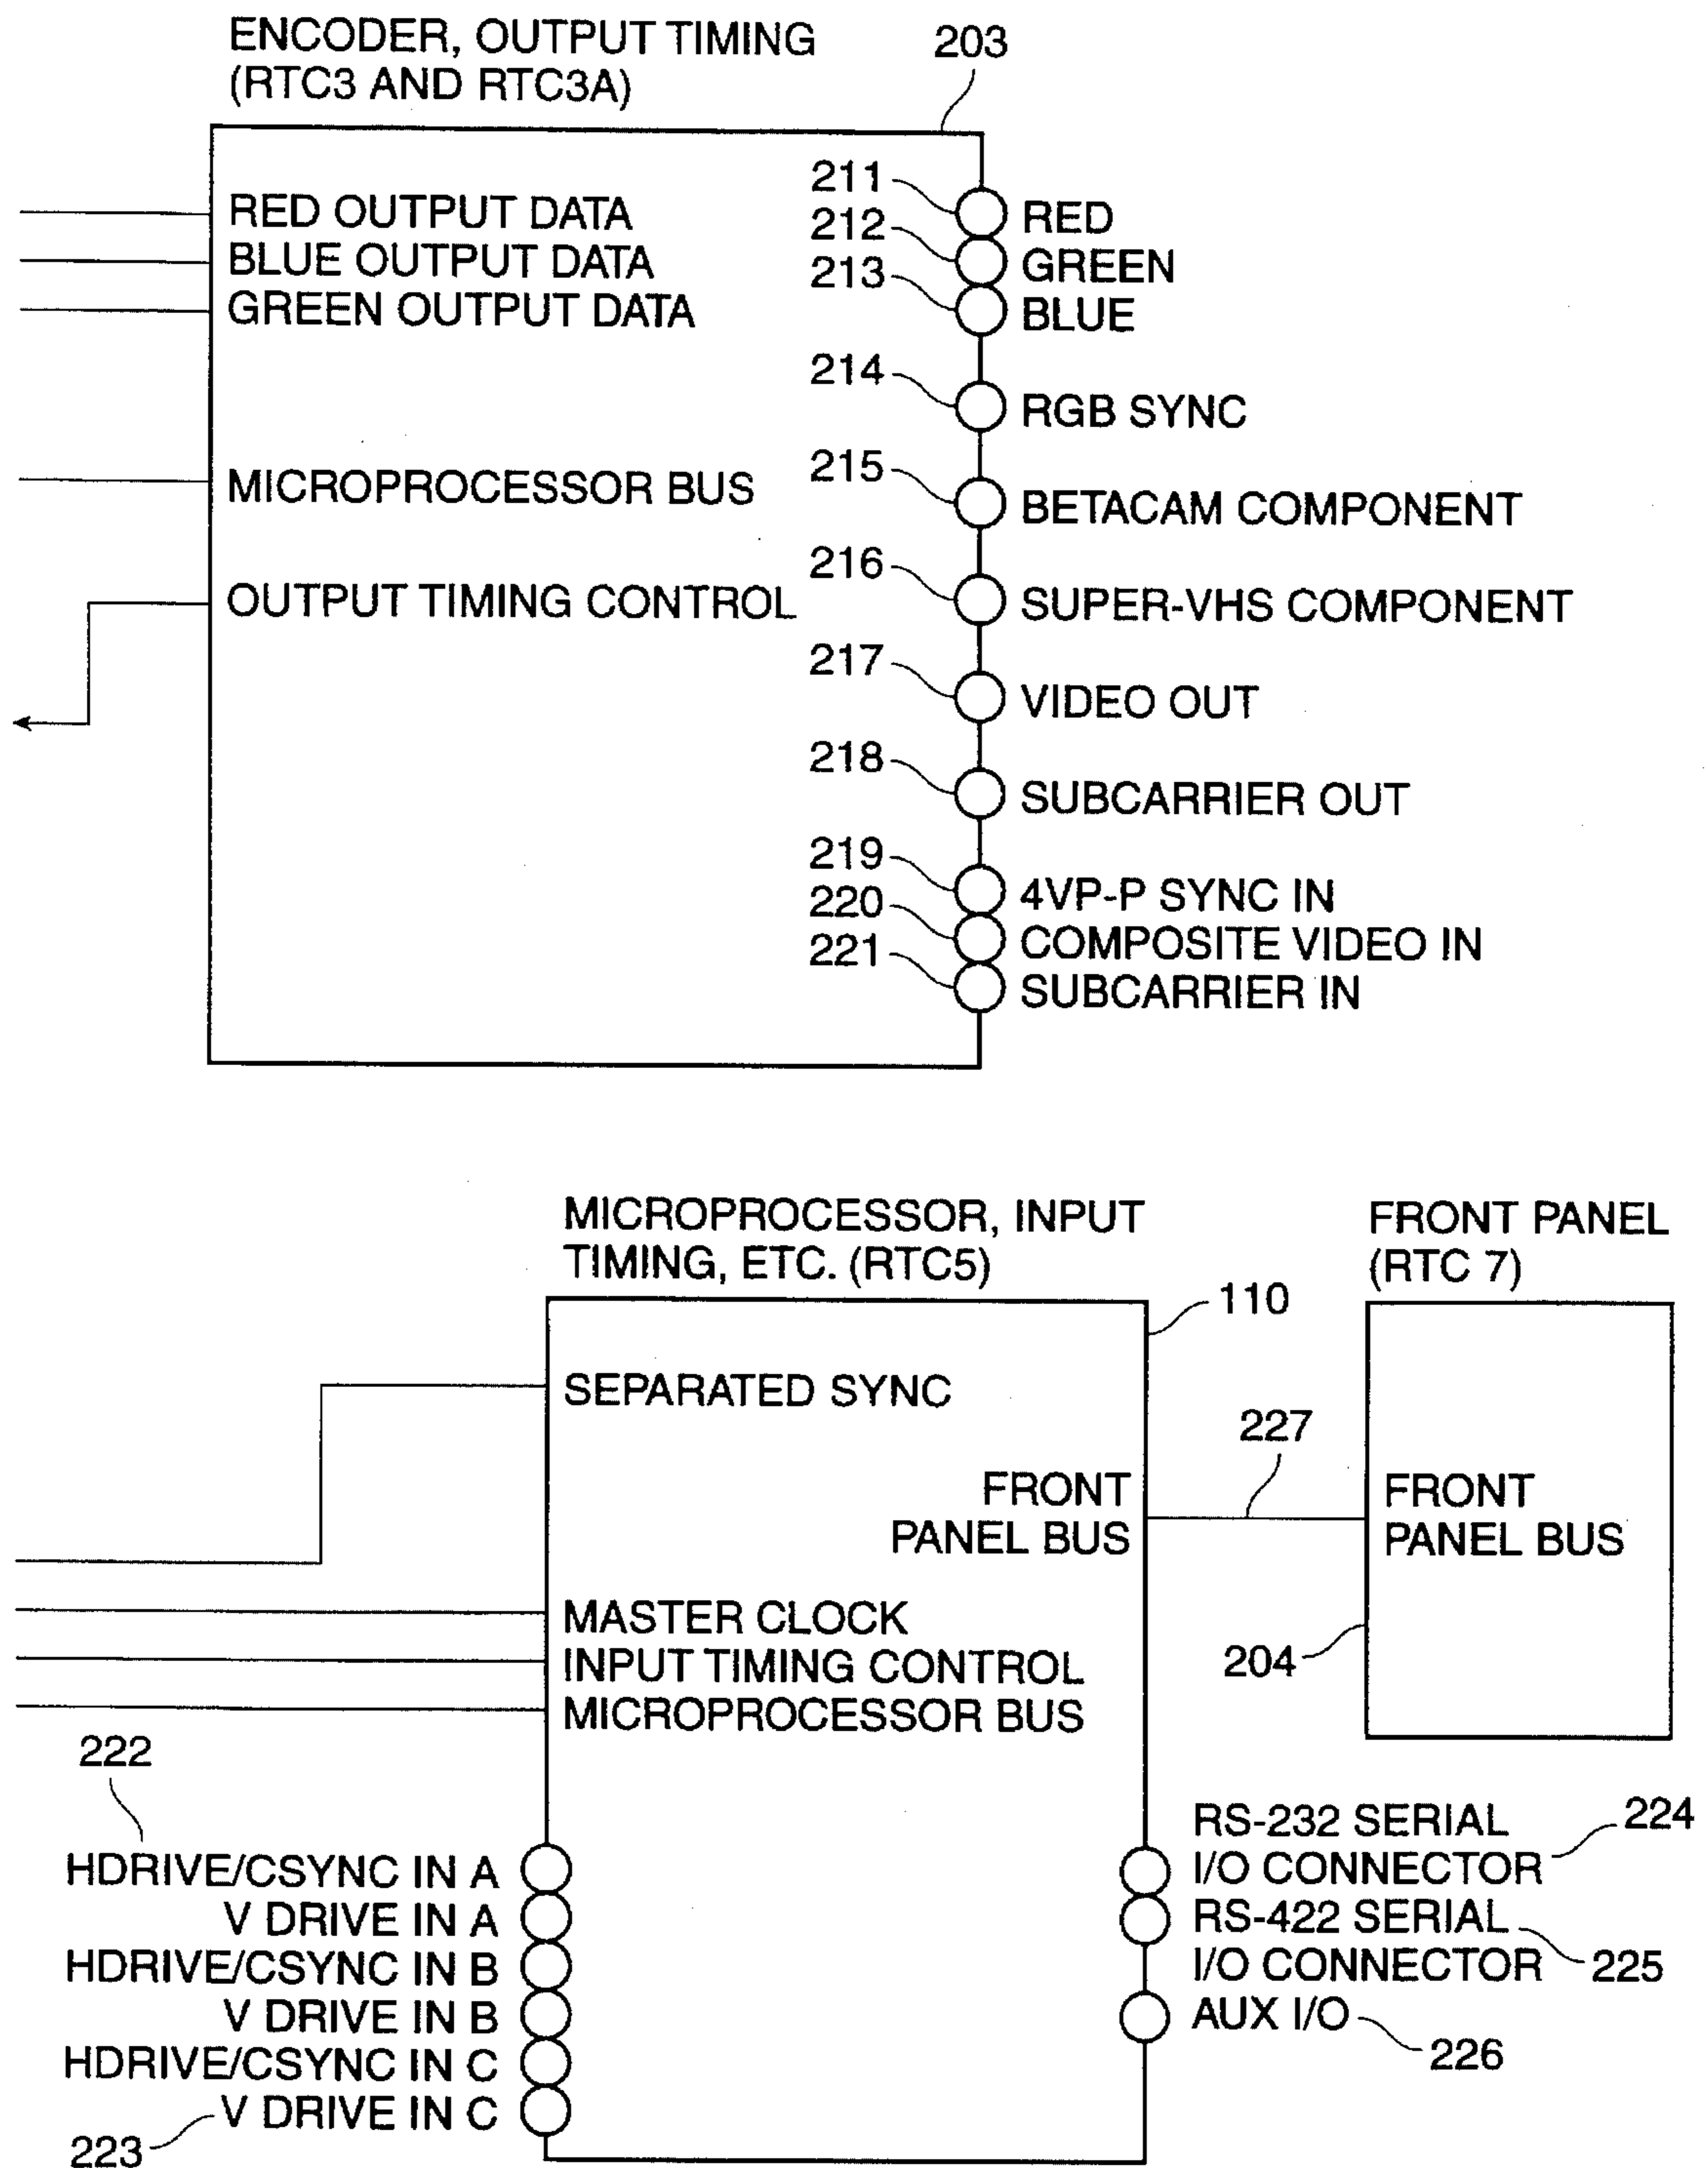 ENCODER, OUTPUT TIMING
(RTC3 AND RTC3A)
203
RED OUTPUT DATA
BLUE OUTPUT DATA
GREEN OUTPUT DATA
MICROPROCESSOR BUS
OUTPUT TIMING CONTROL
211
RED
212
GREEN
213
BLUE
214
RGB SYNC
215
BETACAM COMPONENT
216
SUPER-VHS COMPONENT
217
VIDEO OUT
218
SUBCARRIER OUT
219
4VP-P SYNC IN
220
COMPOSITE VIDEO IN
221
SUBCARRIER IN
MICROPROCESSOR, INPUT
TIMING, ETC. (RTC5)
110
FRONT PANEL
(RTC 7)
SEPARATED SYNC
FRONT
PANEL BUS
227
FRONT
PANEL BUS
204
MASTER CLOCK
INPUT TIMING CONTROL
MICROPROCESSOR BUS
222
HDRIVE/CSYNC IN A
V DRIVE IN A
HDRIVE/CSYNC IN B
V DRIVE IN B
HDRIVE/CSYNC IN C
V DRIVE IN C
223
RS-232 SERIAL
I/O CONNECTOR
224
RS-422 SERIAL
I/O CONNECTOR
225
AUX I/O
226